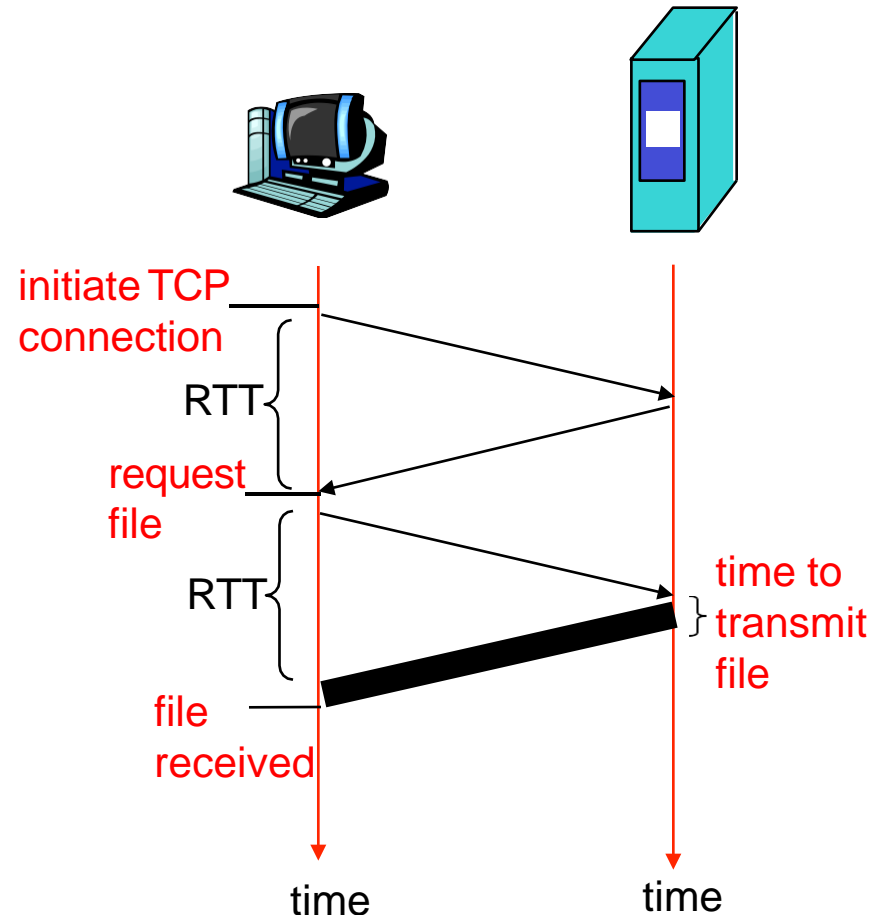 initiate TCP
connection
RTT
request
file
RTT
time to
transmit
file
file
received
time
time